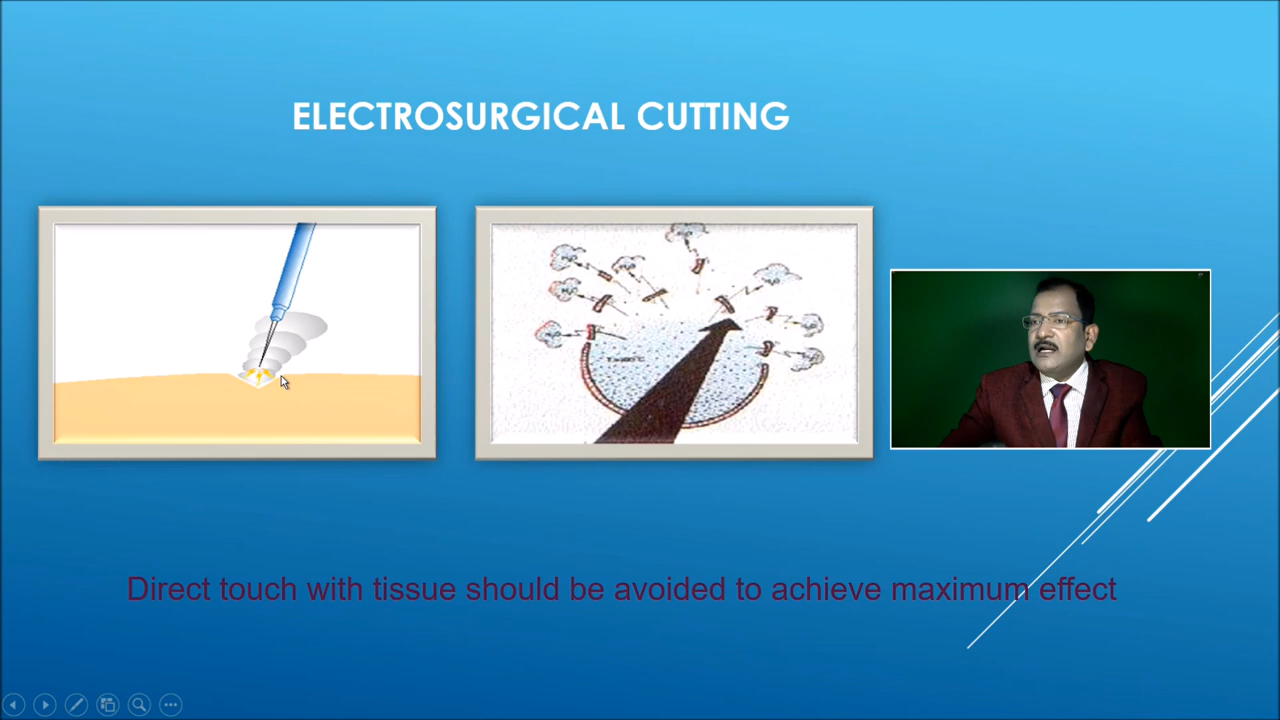 ELECTROSURGICAL CUTTING
Direct touch with tissue should be avoided to achieve maximum effect